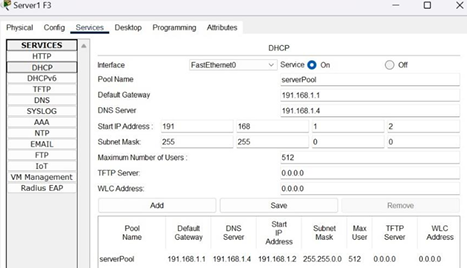 Server1 F3
Physical Config Services Desktop Programming Attributes
SERVICES
HTTP
DHCP
DHCPv6
TFTP
DNS
SYSLOG
AAA
NTP
EMAIL
FTP
IoT
VM Management
Radius EAP
DHCP
Interface FastEthernet0 Service On Off
Pool Name serverPool
Default Gateway 191.168.1.1
DNS Server 191.168.1.4
Start IP Address : 191 168 1 2
Subnet Mask: 255 255 0 0
Maximum Number of Users : 512
TFTP Server: 0.0.0.0
WLC Address: 0.0.0.0
Add Save Remove
Pool Name Default Gateway DNS Server Start IP Address Subnet Mask Max User TFTP Server WLC Address
serverPool 191.168.1.1 191.168.1.4 191.168.1.2 255.255.0.0 512 0.0.0.0 0.0.0.0